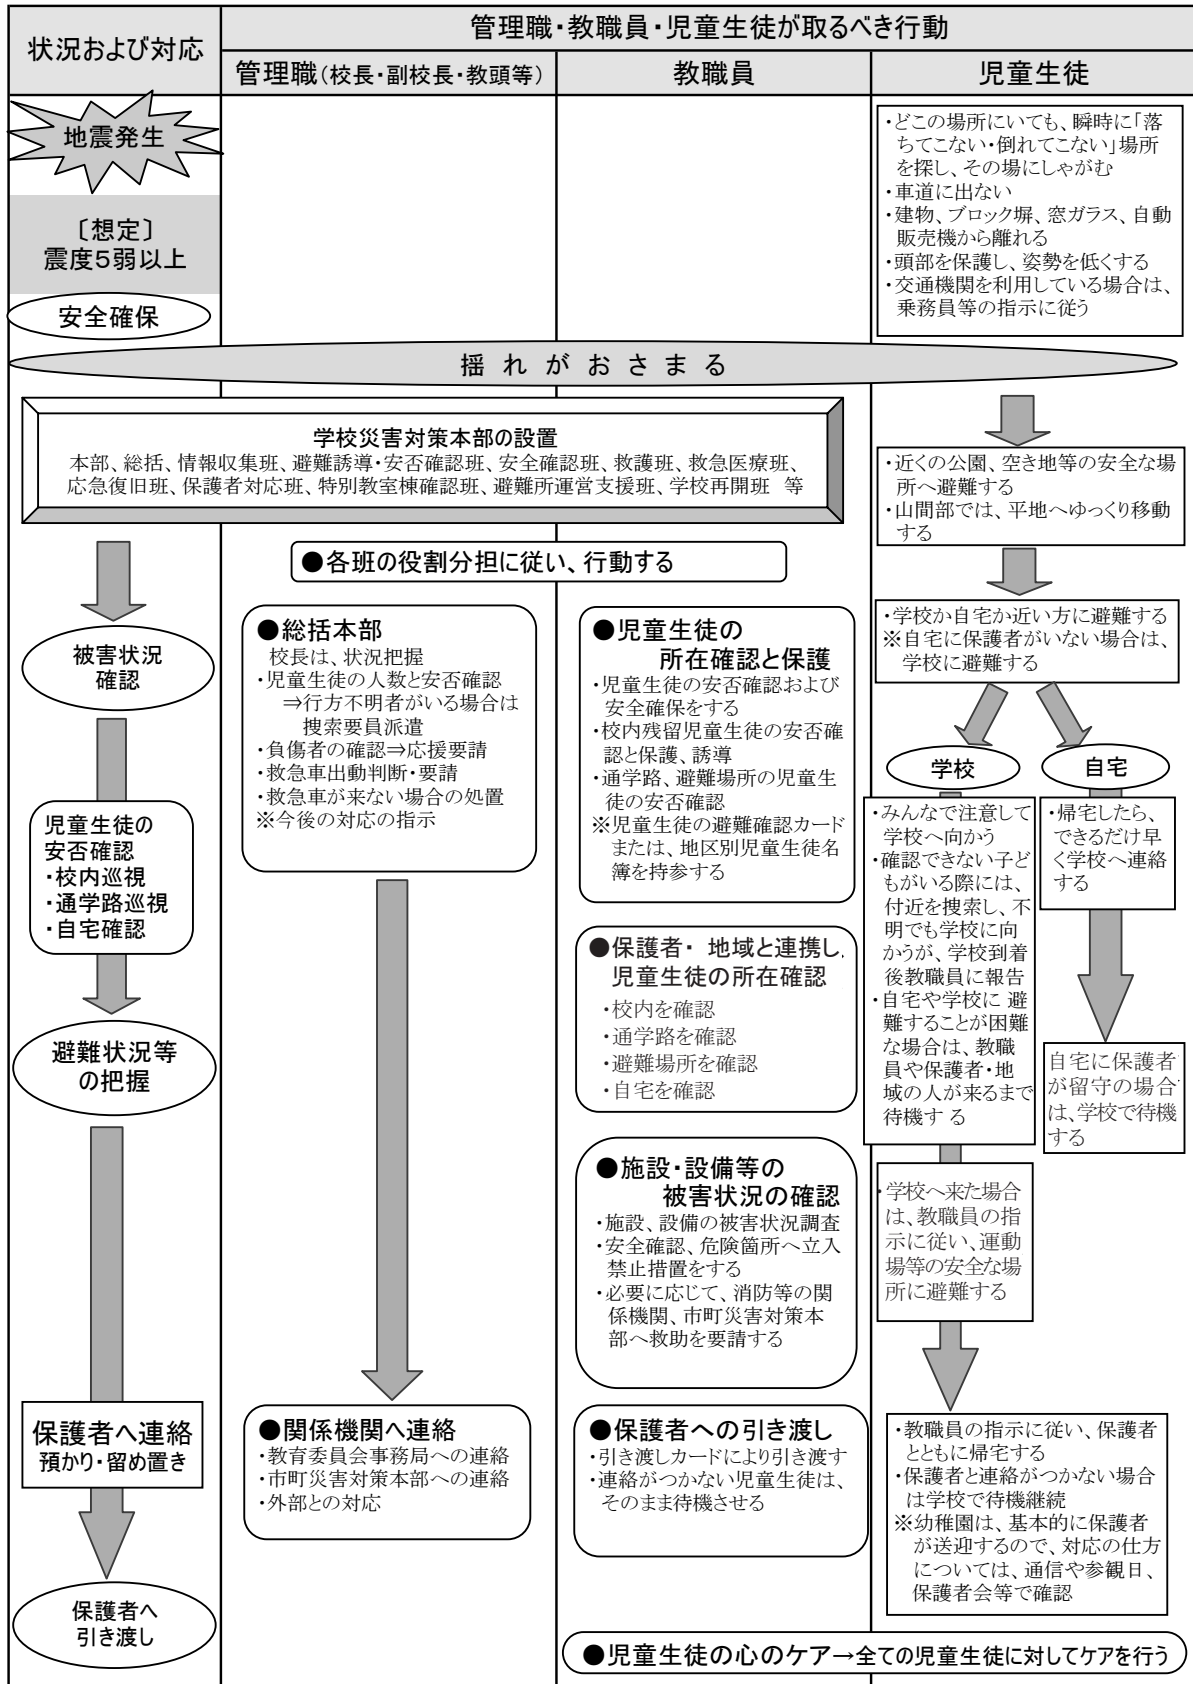 状況および対応
管理職・教職員・児童生徒が取るべき行動
管理職（校長・副校長・教頭等）
教職員
児童生徒
地震発生
〔想定〕
震度５弱以上
安全確保
・どこの場所にいても、瞬時に「落
ちてこない・倒れてこない」場所
を探し、その場にしゃがむ
・車道に出ない
・建物、ブロック塀、窓ガラス、自動
販売機から離れる
・頭部を保護し、姿勢を低くする
・交通機関を利用している場合は、
乗務員等の指示に従う
揺れがおさまる
学校災害対策本部の設置
本部、総括、情報収集班、避難誘導・安否確認班、安全確認班、救護班、救急医療班、
応急復旧班、保護者対応班、特別教室棟確認班、避難所運営支援班、学校再開班　等
●各班の役割分担に従い、行動する
被害状況
確認
児童生徒の
安否確認
・校内巡視
・通学路巡視
・自宅確認
避難状況等
の把握
保護者へ連絡
預かり・留め置き
保護者へ
引き渡し
●総括本部
校長は、状況把握
・児童生徒の人数と安否確認
⇒行方不明者がいる場合は
捜索要員派遣
・負傷者の確認⇒応援要請
・救急車出動判断・要請
・救急車が来ない場合の処置
※今後の対応の指示
●関係機関へ連絡
・教育委員会事務局への連絡
・市町災害対策本部への連絡
・外部との対応
●児童生徒の
所在確認と保護
・児童生徒の安否確認および
安全確保をする
・校内残留児童生徒の安否確
認と保護、誘導
・通学路、避難場所の児童生
徒の安否確認
※児童生徒の避難確認カード
または、地区別児童生徒名
簿を持参する
●保護者・ 地域と連携し、
児童生徒の所在確認
・校内を確認
・通学路を確認
・避難場所を確認
・自宅を確認
●施設・設備等の
被害状況の確認
・施設、設備の被害状況調査
・安全確認、危険箇所へ立入
禁止措置をする
・必要に応じて、消防等の関
係機関、市町災害対策本
部へ救助を要請する
●保護者への引き渡し
・引き渡しカードにより引き渡す
・連絡がつかない児童生徒は、
そのまま待機させる
・近くの公園、空き地等の安全な場
所へ避難する
・山間部では、平地へゆっくり移動
する
・学校か自宅か近い方に避難する
※自宅に保護者がいない場合は、
学校に避難する
学校
・みんなで注意して
学校へ向かう
・確認できない子ど
もがいる際には、
付近を捜索し、不
明でも学校に向
かうが、学校到着
後教職員に報告
・自宅や学校に 避
難することが困難
な場合は、教職
員や保護者・地
域の人が来るまで
待機する
・学校へ来た場合
は、教職員の指
示に従い、運動
場等の安全な場
所に避難する
自宅
・帰宅したら、
できるだけ早
く学校へ連絡
する
自宅に保護者
が留守の場合
は、学校で待機
する
・教職員の指示に従い、保護者
とともに帰宅する
・保護者と連絡がつかない場合
は学校で待機継続
※幼稚園は、基本的に保護者
が送迎するので、対応の仕方
については、通信や参観日、
保護者会等で確認
●児童生徒の心のケア→全ての児童生徒に対してケアを行う